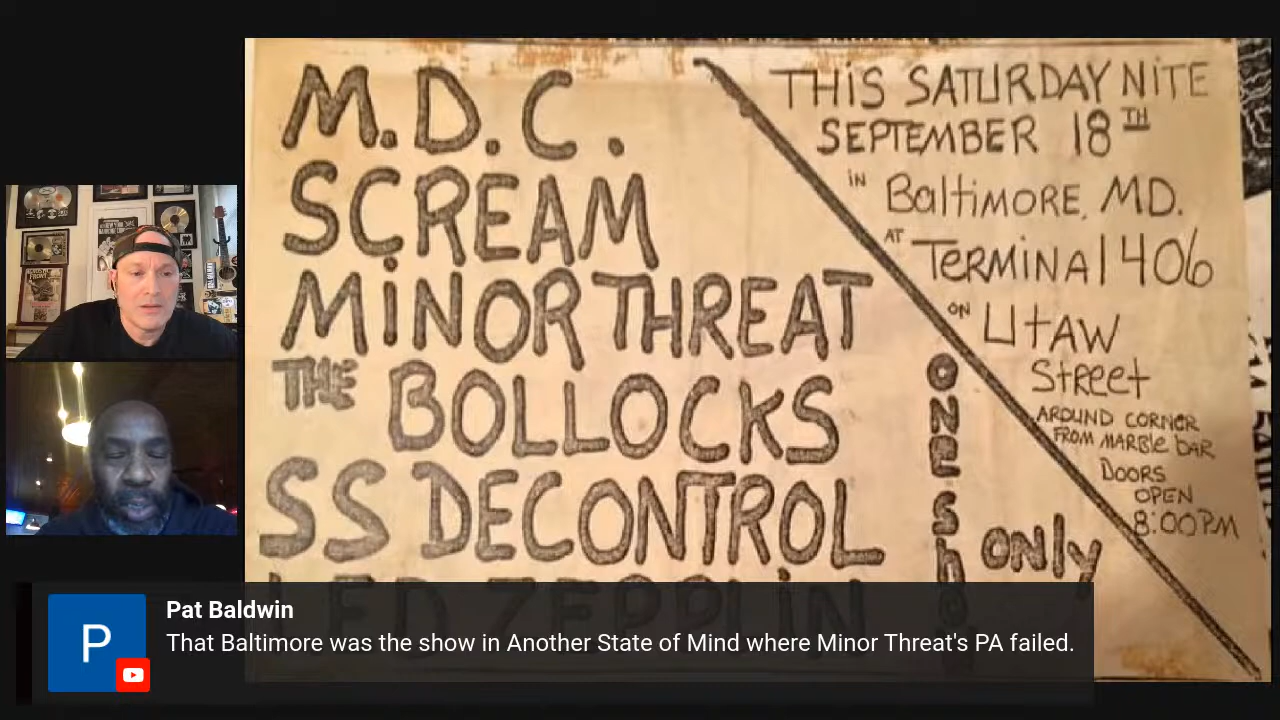 M.D.C.
SCREAM
MiNOR THREAT
THE BOLLOCKS
SS DECONTROL
LED ZEPPLiN
ONE Show ONly
THiS SATURDAY NiTE
SEPTEMBER 18TH
iN BaltiMORE, MD.
AT TERMiNAl 406
ON UtAW
StREEt
AROUND CORNER
FROM MARBlE bAR
DOORS
OPEN
8:00PM
P
Pat Baldwin
That Baltimore was the show in Another State of Mind where Minor Threat's PA failed.